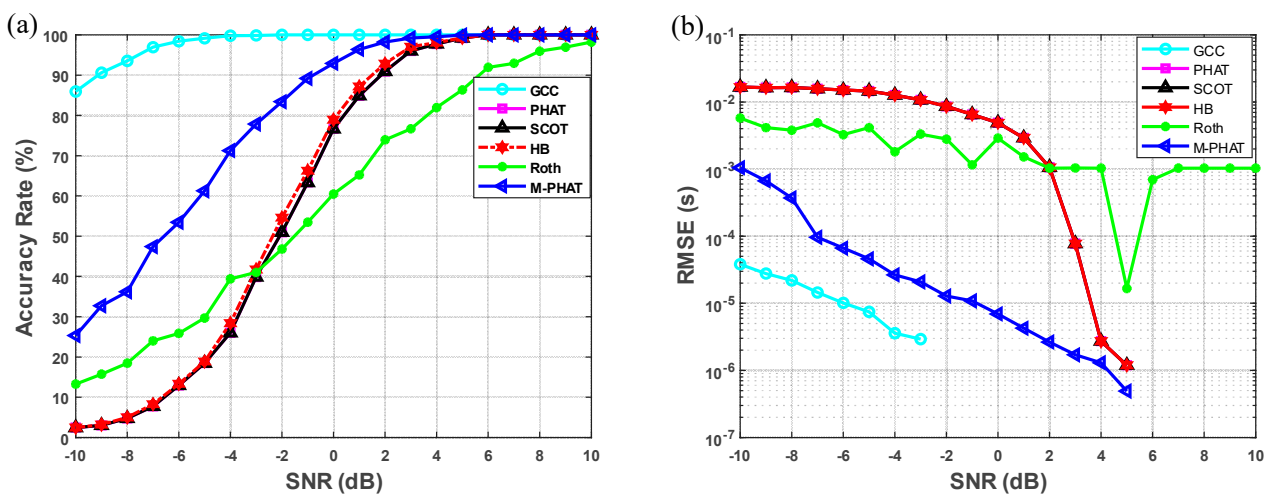 (a)
Accuracy Rate (%)
100
90
80
70
60
50
40
30
20
10
0
-10 -8 -6 -4 -2 0 2 4 6 8 10
SNR (dB)
GCC
PHAT
SCOT
HB
Roth
M-PHAT
(b)
RMSE (s)
10-1
10-2
10-3
10-4
10-5
10-6
10-7
-10 -8 -6 -4 -2 0 2 4 6 8 10
SNR (dB)
GCC
PHAT
SCOT
HB
Roth
M-PHAT